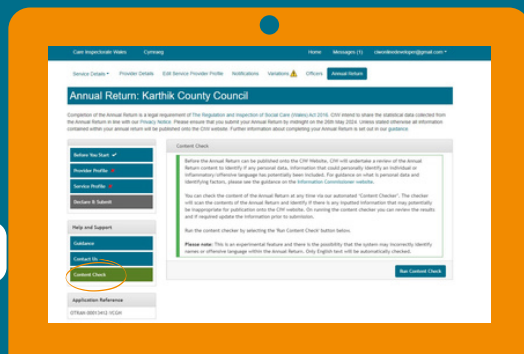 Care Inspectorate Wales Cymraeg Home Messages (1) ciwonlinedeveloper@gmail.com
Service Details Provider Details Edit Service Provider Profile Notifications Variations Officers Annual Return
Annual Return: Karthik County Council
Completion of the Annual Return is a legal requirement of The Regulation and Inspection of Social Care (Wales) Act 2016. CIW intend to share the statistical data collected from
the Annual Return in line with our Privacy Notice. Please ensure that you submit your Annual Return by midnight on the 26th May 2024. Unless stated otherwise all information
contained within your annual return will be published onto the CIW website. Further information about completing your Annual Return is set out in our guidance.
Before You Start
Provider Profile
Service Profile
Declare & Submit
Help and Support
Guidance
Contact Us
Content Check
Application Reference
OTRAN-00013412-VCGH
Content Check
Before the Annual Return can be published onto the CIW Website, CIW will undertake a review of the Annual
Return content to identify if any personal data, information that could personally identify an individual or
inflammatory/offensive language has potentially been included. For guidance on what is personal data and
identifying factors, please see the guidance on the Information Commissioner website.
You can check the content of the Annual Return at any time via our automated "Content Checker". The checker
will scan the contents of the Annual Return and identify if there is any inputted information that may potentially
be inappropriate for publication onto the CIW website. On running the content checker you can review the results
and if required update the information prior to submission.
Run the content checker by selecting the 'Run Content Check' button below.
Please note: This is an experimental feature and there is the possibility that the system may incorrectly identify
names or offensive language within the Annual Return. Only English text will be automatically checked.
Run Content Check